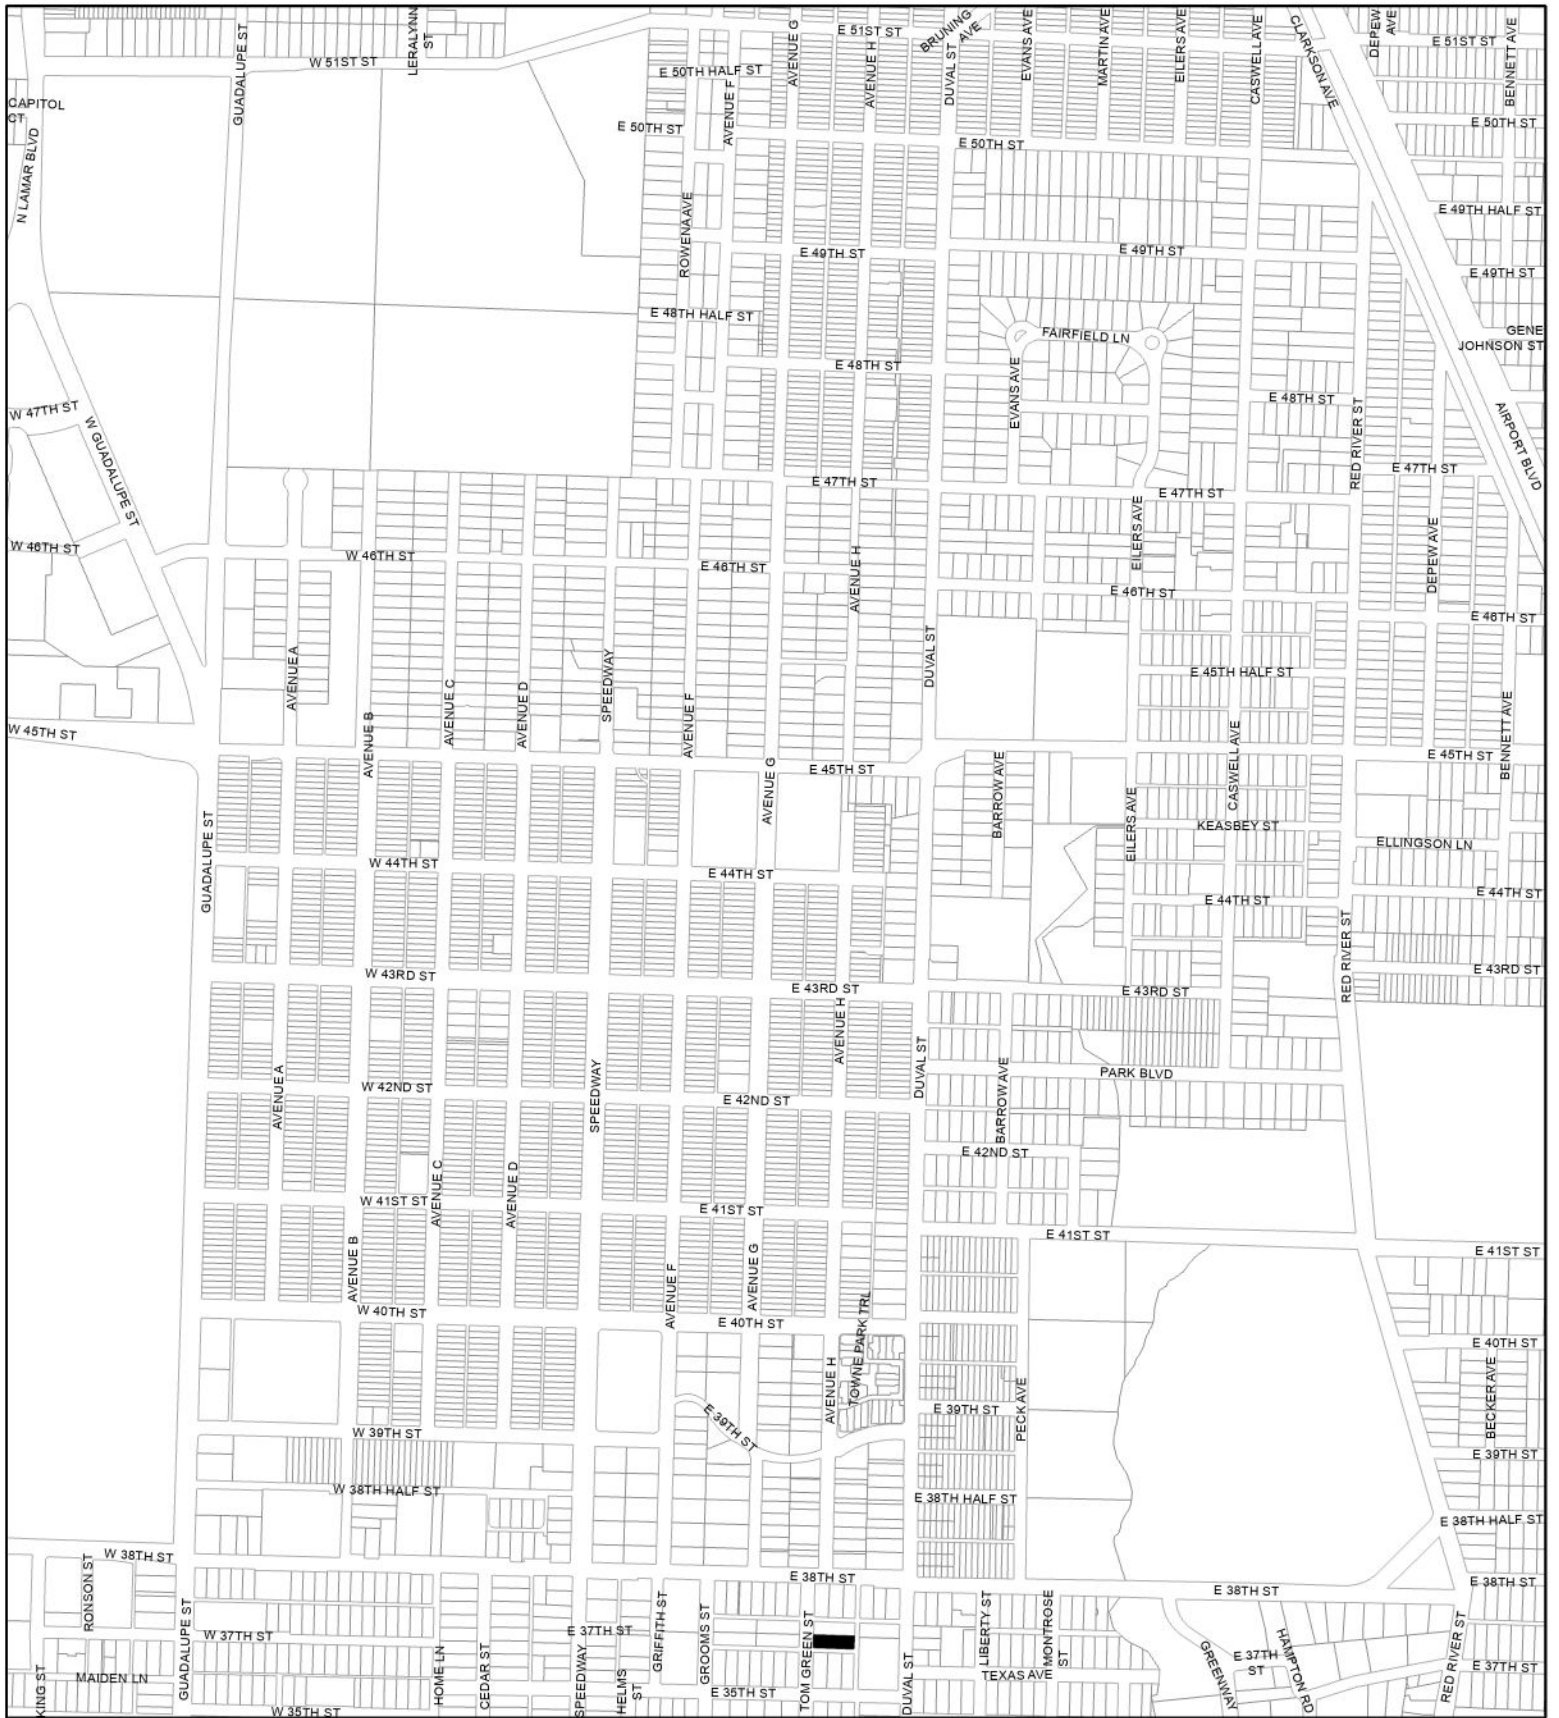 AVENUE G
E 51ST ST
BRUNING
AVE
DEPEW
AVE
LERALYNN
ST
GUADALUPE ST
AVENUE H
DUVAL ST
EVANS AVE
MARTIN AVE
EILERS AVE
CASWELL AVE
CLARKSON AVE
E 51ST ST
BENNETT AVE
W 51ST ST
E 50TH HALF ST
AVENUE F
CAPITOL
CT
N LAMAR BLVD
E 50TH ST
E 50TH ST
E 50TH ST
ROWENA AVE
E 49TH HALF ST
E 49TH ST
E 49TH ST
E 49TH ST
E 48TH HALF ST
FAIRFIELD LN
GENE
JOHNSON ST
E 48TH ST
EVANS AVE
E 48TH ST
RED RIVER ST
AIRPORT BLVD
W 47TH ST
W GUADALUPE ST
E 47TH ST
E 47TH ST
E 47TH ST
EILERS AVE
DEPEW AVE
W 46TH ST
W 46TH ST
E 46TH ST
AVENUE H
E 46TH ST
E 46TH ST
DUVAL ST
AVENUE A
AVENUE B
AVENUE C
AVENUE D
SPEEDWAY
AVENUE F
E 45TH HALF ST
BENNETT AVE
W 45TH ST
CASWELL AVE
E 45TH ST
E 45TH ST
AVENUE G
BARROW AVE
EILERS AVE
KEASBEY ST
ELLINGSON LN
GUADALUPE ST
W 44TH ST
E 44TH ST
E 44TH ST
E 44TH ST
RED RIVER ST
W 43RD ST
E 43RD ST
E 43RD ST
E 43RD ST
AVENUE H
DUVAL ST
AVENUE A
SPEEDWAY
BARROW AVE
PARK BLVD
W 42ND ST
E 42ND ST
E 42ND ST
AVENUE C
AVENUE D
W 41ST ST
E 41ST ST
E 41ST ST
E 41ST ST
AVENUE B
AVENUE F
AVENUE G
W 40TH ST
E 40TH ST
TOWNE PARK TRL
E 40TH ST
AVENUE H
PECK AVE
BECKER AVE
E 39TH ST
E 39TH ST
W 39TH ST
E 39TH ST
W 38TH HALF ST
E 38TH HALF ST
E 38TH HALF ST
W 38TH ST
E 38TH ST
E 38TH ST
E 38TH ST
RONSON ST
GUADALUPE ST
W 37TH ST
E 37TH ST
GRIFFITH ST
GROOMS ST
TOM GREEN ST
LIBERTY ST
MONTROSE
ST
HAMPTON RD
GREENWAY
E 37TH
ST
RED RIVER ST
E 37TH ST
KING ST
MAIDEN LN
HOME LN
CEDAR ST
SPEEDWAY
HELMS
ST
E 35TH ST
DUVAL ST
TEXAS AVE
W 35TH ST